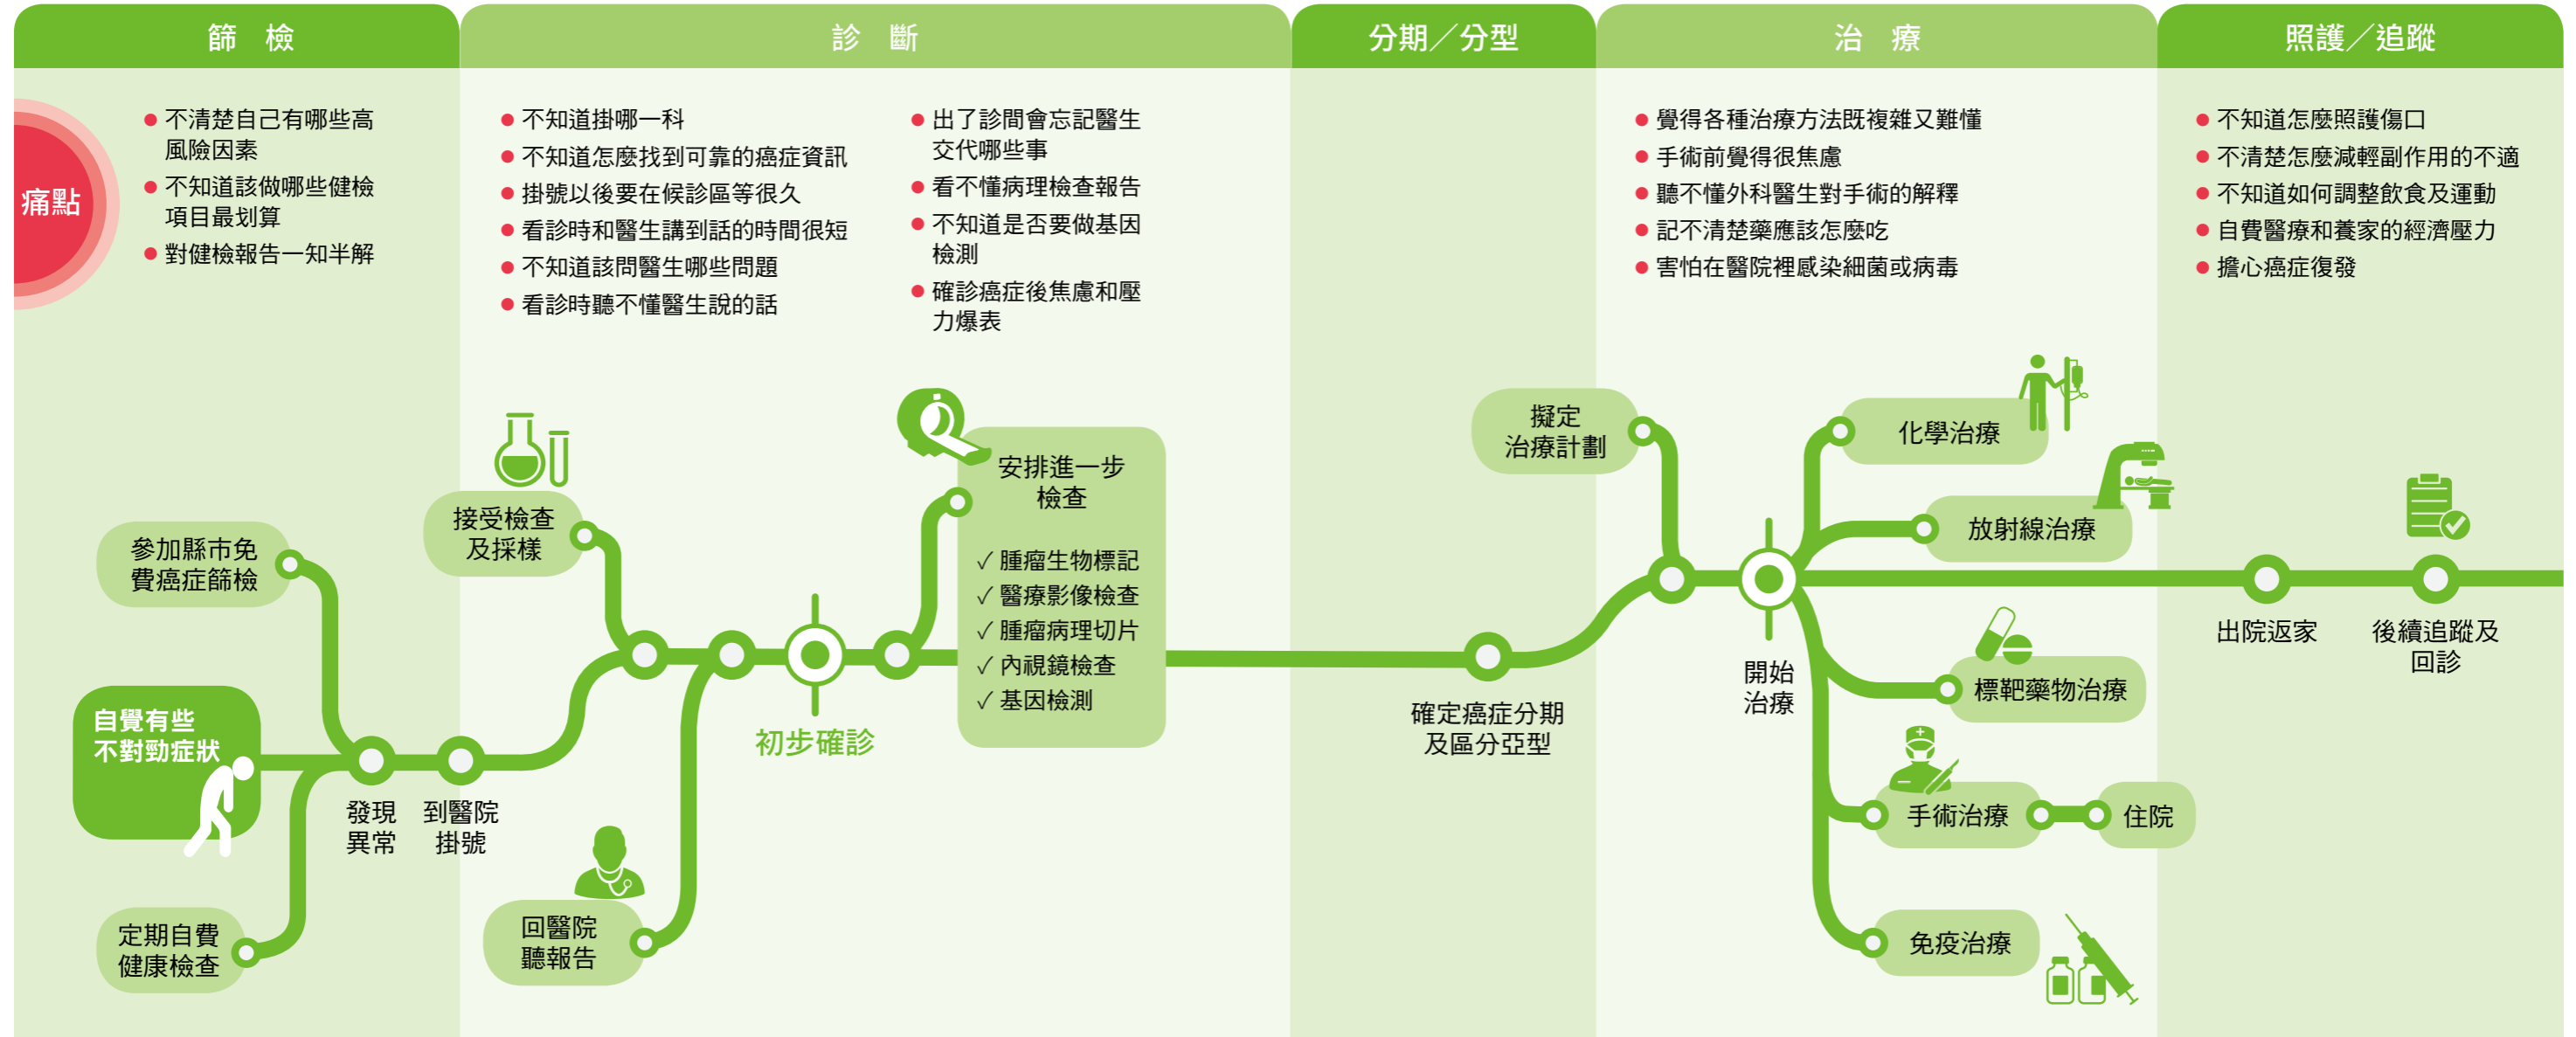 篩 檢
診 斷
分期／分型
治 療
照護／追蹤
痛點
不清楚自己有哪些高
風險因素
不知道該做哪些健檢
項目最划算
對健檢報告一知半解
不知道掛哪一科
不知道怎麼找到可靠的癌症資訊
掛號以後要在候診區等很久
看診時和醫生講到話的時間很短
不知道該問醫生哪些問題
看診時聽不懂醫生說的話
出了診間會忘記醫生
交代哪些事
看不懂病理檢查報告
不知道是否要做基因
檢測
確診癌症後焦慮和壓
力爆表
覺得各種治療方法既複雜又難懂
手術前覺得很焦慮
聽不懂外科醫生對手術的解釋
記不清楚藥應該怎麼吃
害怕在醫院裡感染細菌或病毒
不知道怎麼照護傷口
不清楚怎麼減輕副作用的不適
不知道如何調整飲食及運動
自費醫療和養家的經濟壓力
擔心癌症復發
參加縣市免
費癌症篩檢
自覺有些
不對勁症狀
定期自費
健康檢查
發現
異常
到醫院
掛號
接受檢查
及採樣
回醫院
聽報告
初步確診
安排進一步
檢查
✓ 腫瘤生物標記
✓ 醫療影像檢查
✓ 腫瘤病理切片
✓ 內視鏡檢查
✓ 基因檢測
確定癌症分期
及區分亞型
擬定
治療計劃
開始
治療
化學治療
放射線治療
標靶藥物治療
手術治療
住院
免疫治療
出院返家
後續追蹤及
回診